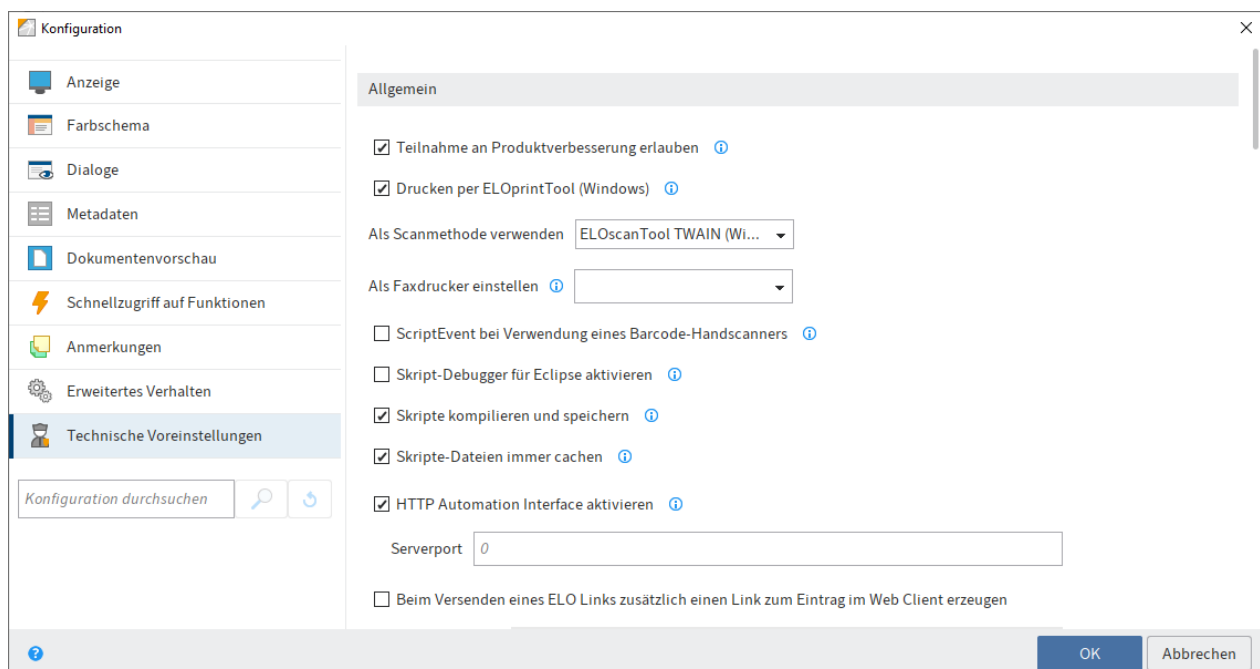 Konfiguration
Anzeige
Farbschema
Dialoge
Metadaten
Dokumentenvorschau
Schnellzugriff auf Funktionen
Anmerkungen
Erweitertes Verhalten
Technische Voreinstellungen
Konfiguration durchsuchen
Allgemein
Teilnahme an Produktverbesserung erlauben
Drucken per ELOprintTool (Windows)
Als Scanmethode verwenden ELOscanTool TWAIN (Wi...
Als Faxdrucker einstellen
ScriptEvent bei Verwendung eines Barcode-Handscanners
Skript-Debugger für Eclipse aktivieren
Skripte kompilieren und speichern
Skripte-Dateien immer cachen
HTTP Automation Interface aktivieren
Serverport 0
Beim Versenden eines ELO Links zusätzlich einen Link zum Eintrag im Web Client erzeugen
OK Abbrechen